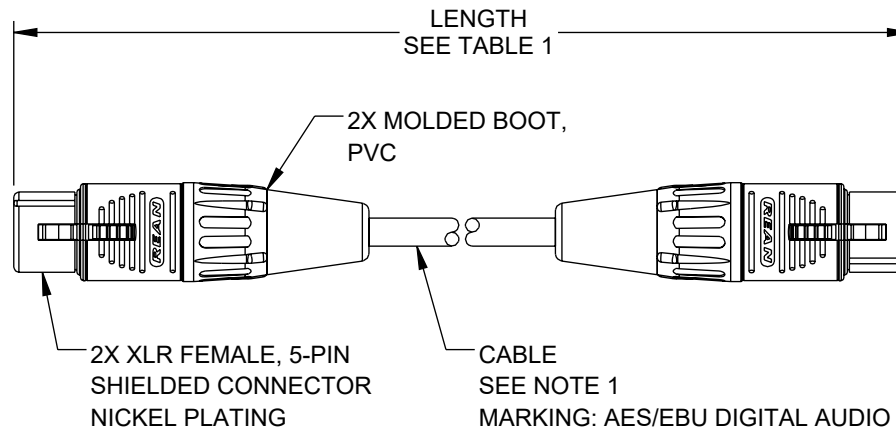 LENGTH
SEE TABLE 1
2X MOLDED BOOT,
PVC
REAN
REAN
2X XLR FEMALE, 5-PIN
SHIELDED CONNECTOR
NICKEL PLATING
CABLE
SEE NOTE 1
MARKING: AES/EBU DIGITAL AUDIO